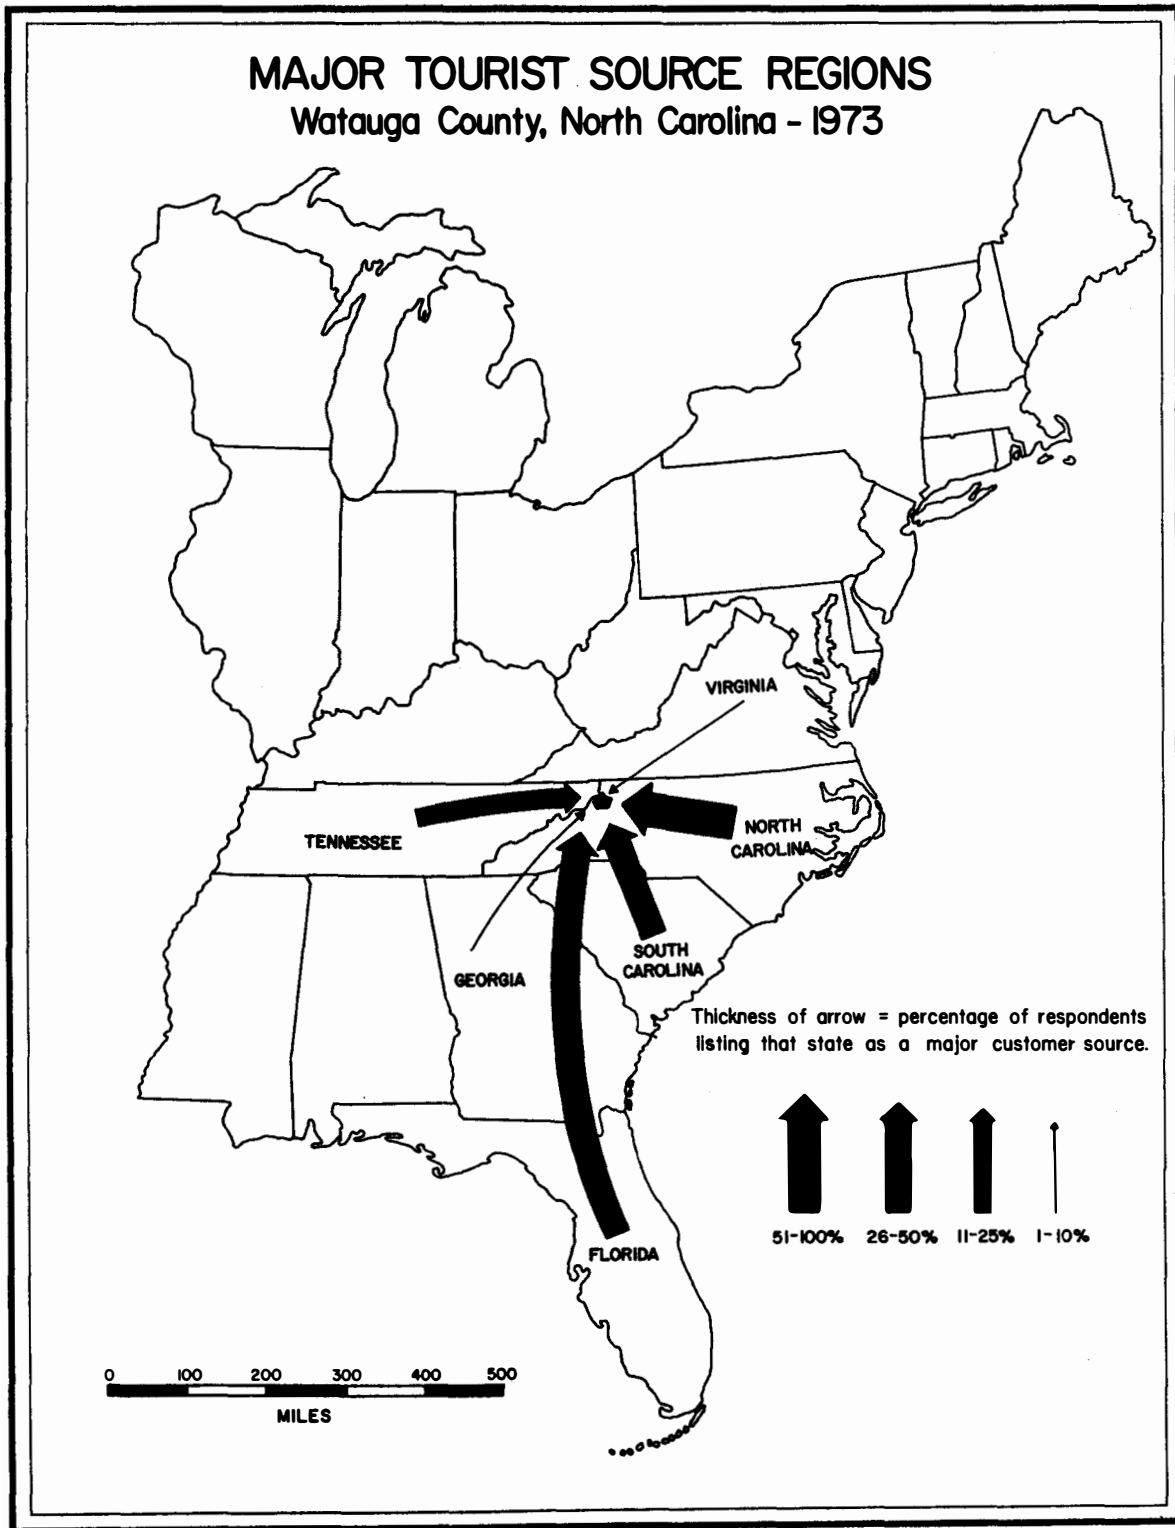 MAJOR TOURIST SOURCE REGIONS
Watauga County, North Carolina - 1973
VIRGINIA
TENNESSEE
NORTH
CAROLINA
SOUTH
CAROLINA
GEORGIA
Thickness of arrow = percentage of respondents
listing that state as a major customer source.
51-100% 26-50% 11-25% 1-10%
FLORIDA
0 100 200 300 400 500
MILES